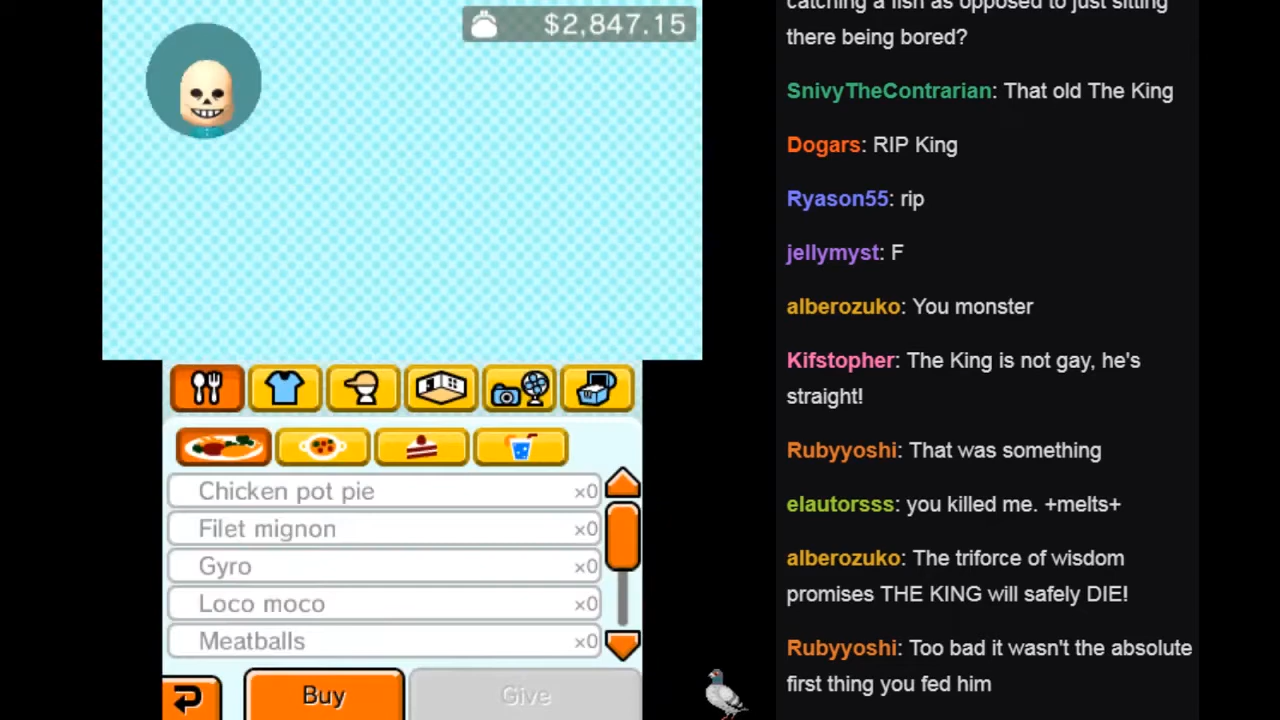 $2,847.15
Chicken pot pie ×0
Filet mignon ×0
Gyro ×0
Loco moco ×0
Meatballs ×0
Buy
Give
catching a fish as opposed to just sitting
there being bored?
SnivyTheContrarian: That old The King
Dogars: RIP King
Ryason55: rip
jellymyst: F
alberozuko: You monster
Kifstopher: The King is not gay, he's
straight!
Rubyyoshi: That was something
elautorsss: you killed me. +melts+
alberozuko: The triforce of wisdom
promises THE KING will safely DIE!
Rubyyoshi: Too bad it wasn't the absolute
first thing you fed him